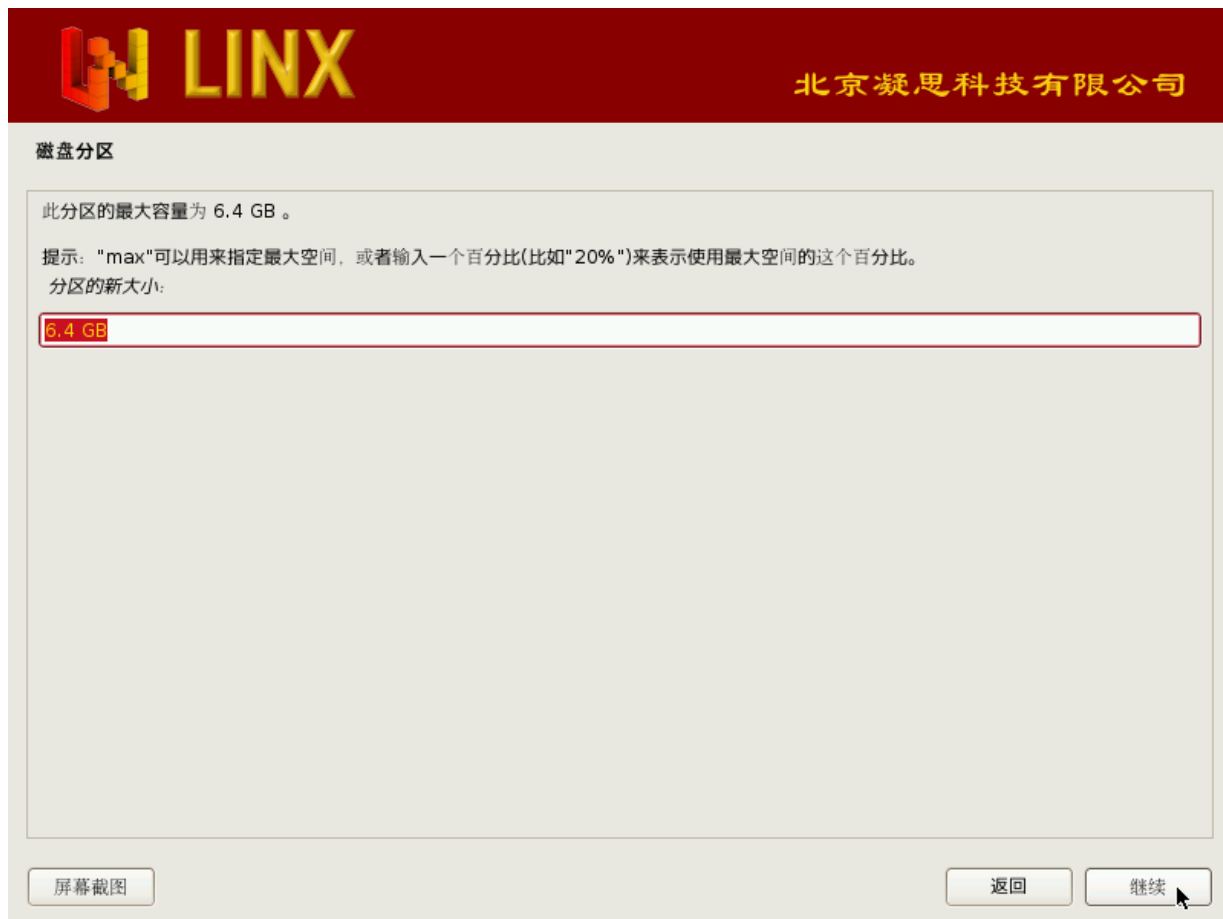 LINX
北京凝思科技有限公司
磁盘分区
此分区的最大容量为 6.4 GB 。
提示："max"可以用来指定最大空间，或者输入一个百分比(比如"20%")来表示使用最大空间的这个百分比。
分区的新大小:
6.4 GB
屏幕截图
返回
继续